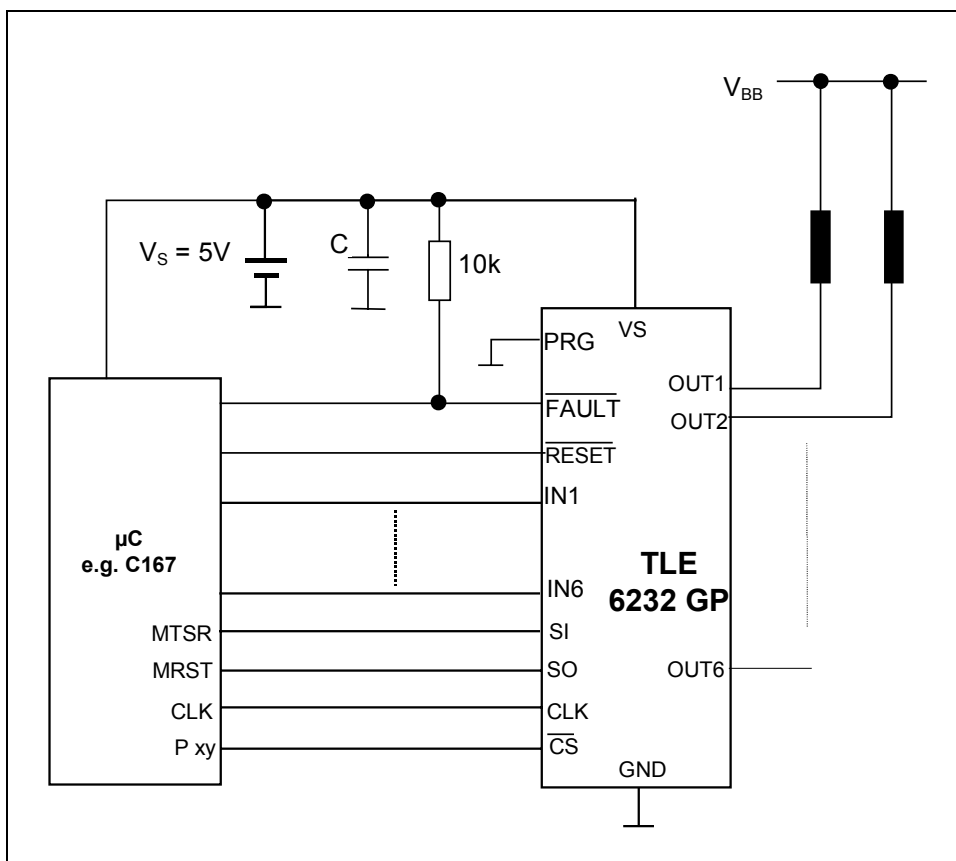 V_BB
V_S = 5V
C
10k
VS
PRG
OUT1
FAULT
OUT2
RESET
IN1
µC
e.g. C167
TLE
6232 GP
IN6
MTSR
SI
MRST
SO
OUT6
CLK
CLK
P xy
CS
GND